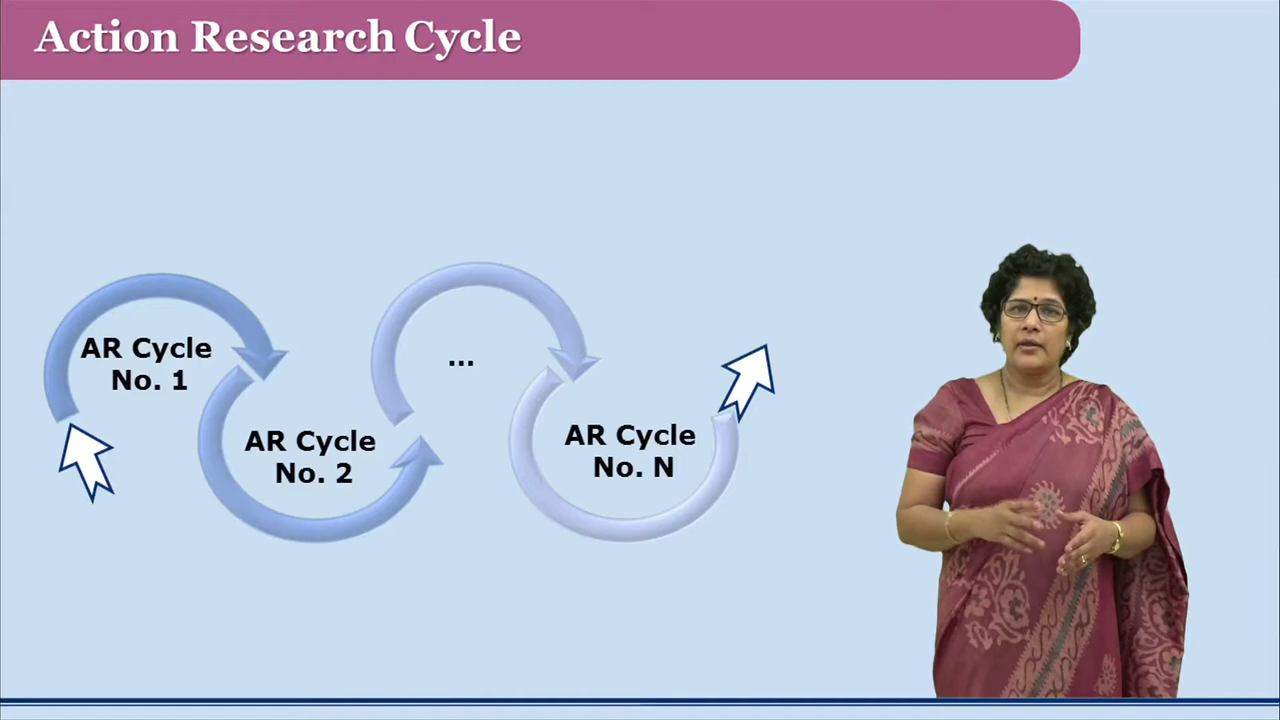 Action Research Cycle
AR Cycle
No. 1
AR Cycle
No. 2
...
AR Cycle
No. N